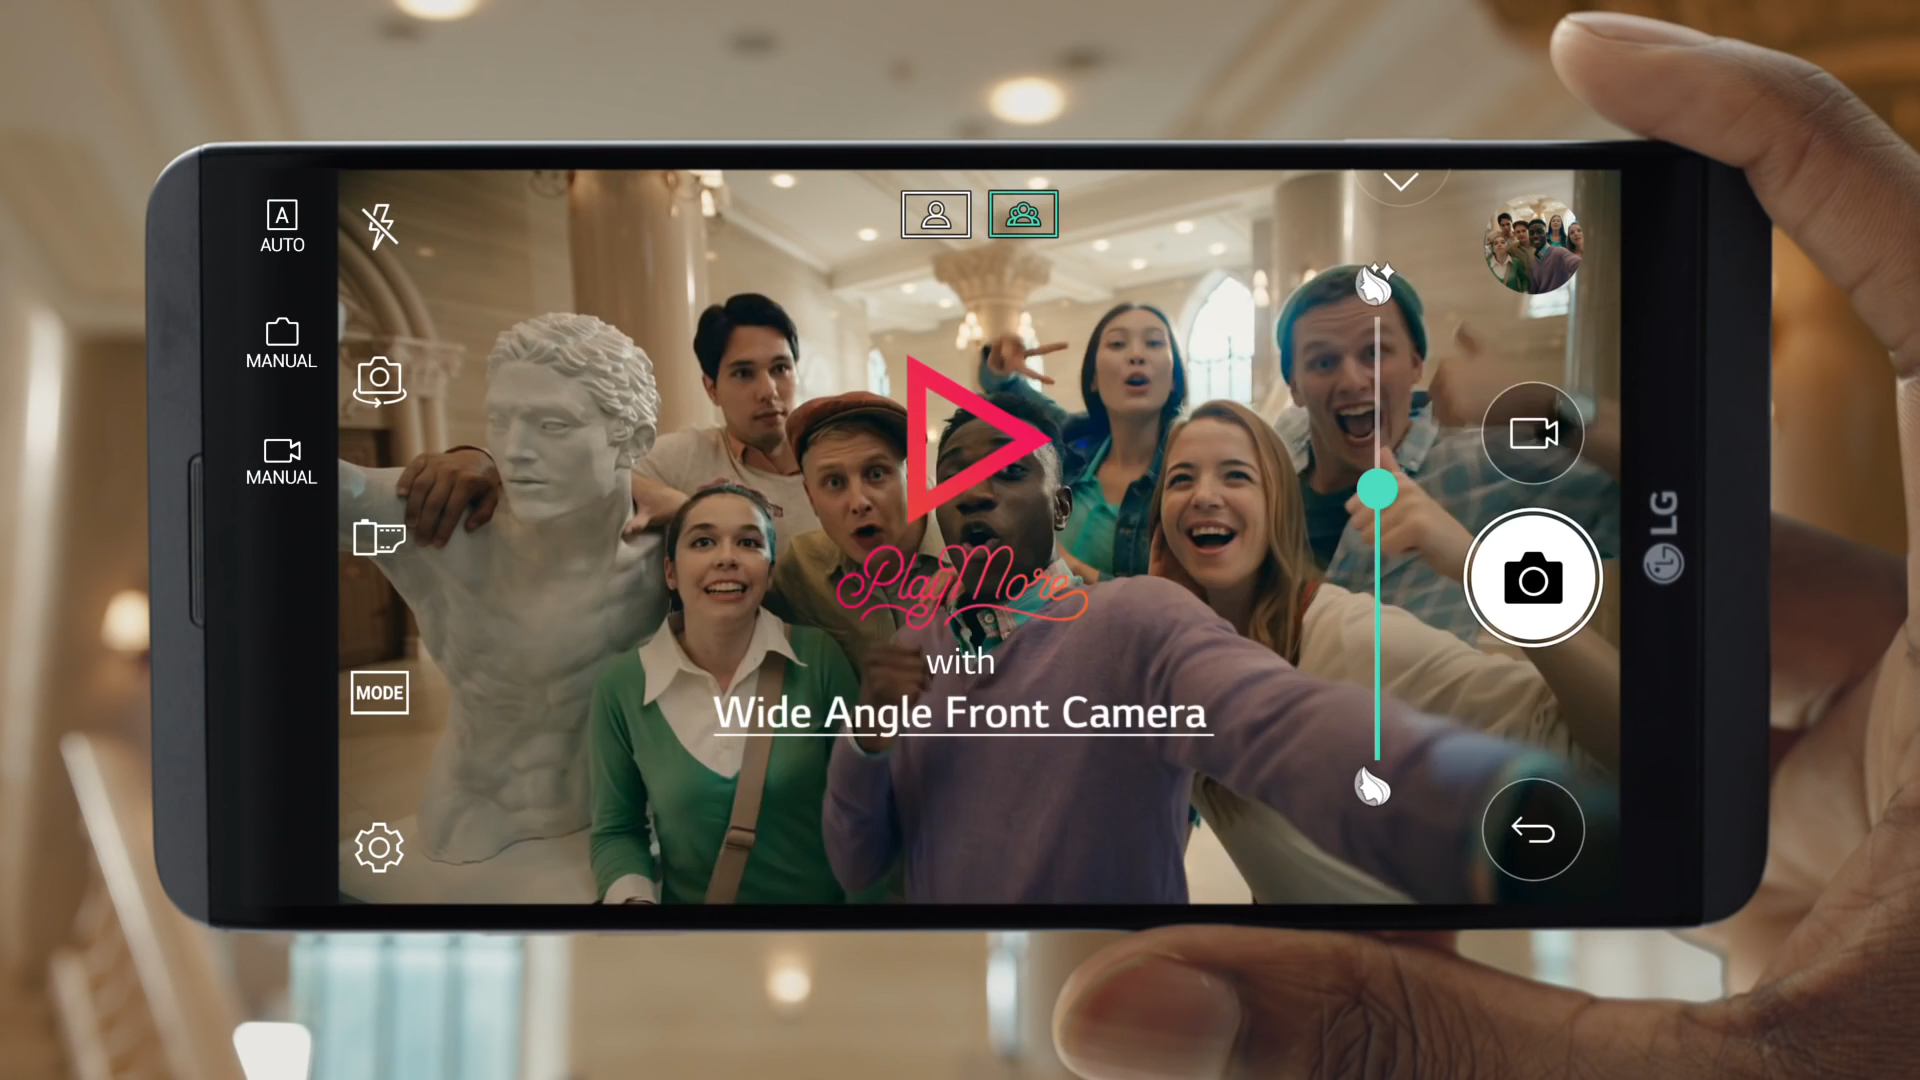 A
AUTO
MANUAL
MANUAL
MODE
PlayMore
with
Wide Angle Front Camera
LG